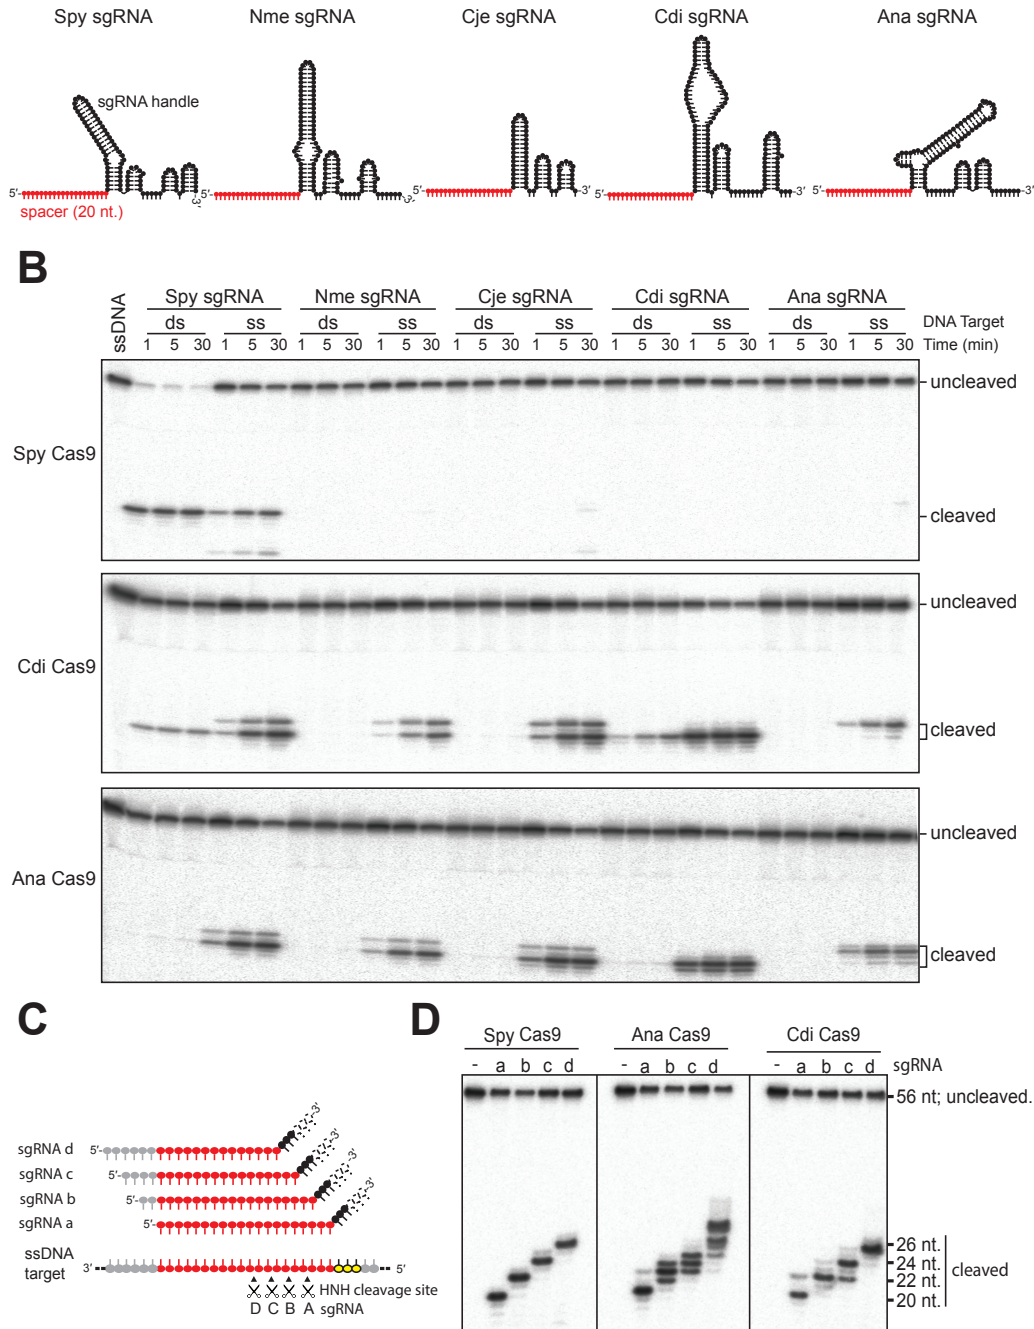 Spy sgRNA Nme sgRNA Cje sgRNA Cdi sgRNA Ana sgRNA
sgRNA handle
5'- -3' 5'- -3' 5'- -3' 5'- -3' 5'- -3'
spacer (20 nt.)
B
ssDNA
Spy sgRNA Nme sgRNA Cje sgRNA Cdi sgRNA Ana sgRNA
ds ss ds ss ds ss ds ss ds ss DNA Target
1 5 30 1 5 30 1 5 30 1 5 30 1 5 30 1 5 30 1 5 30 1 5 30 1 5 30 1 5 30 Time (min)
uncleaved
Spy Cas9
cleaved
uncleaved
Cdi Cas9
cleaved
uncleaved
Ana Cas9
cleaved
C
sgRNA d 5'- -3'
sgRNA c 5'- -3'
sgRNA b 5'- -3'
sgRNA a 5'- -3'
ssDNA
target 3' 5'
HNH cleavage site
D C B A sgRNA
D
Spy Cas9 Ana Cas9 Cdi Cas9
- a b c d - a b c d - a b c d sgRNA
56 nt; uncleaved.
26 nt.
24 nt.
22 nt.
20 nt.
cleaved